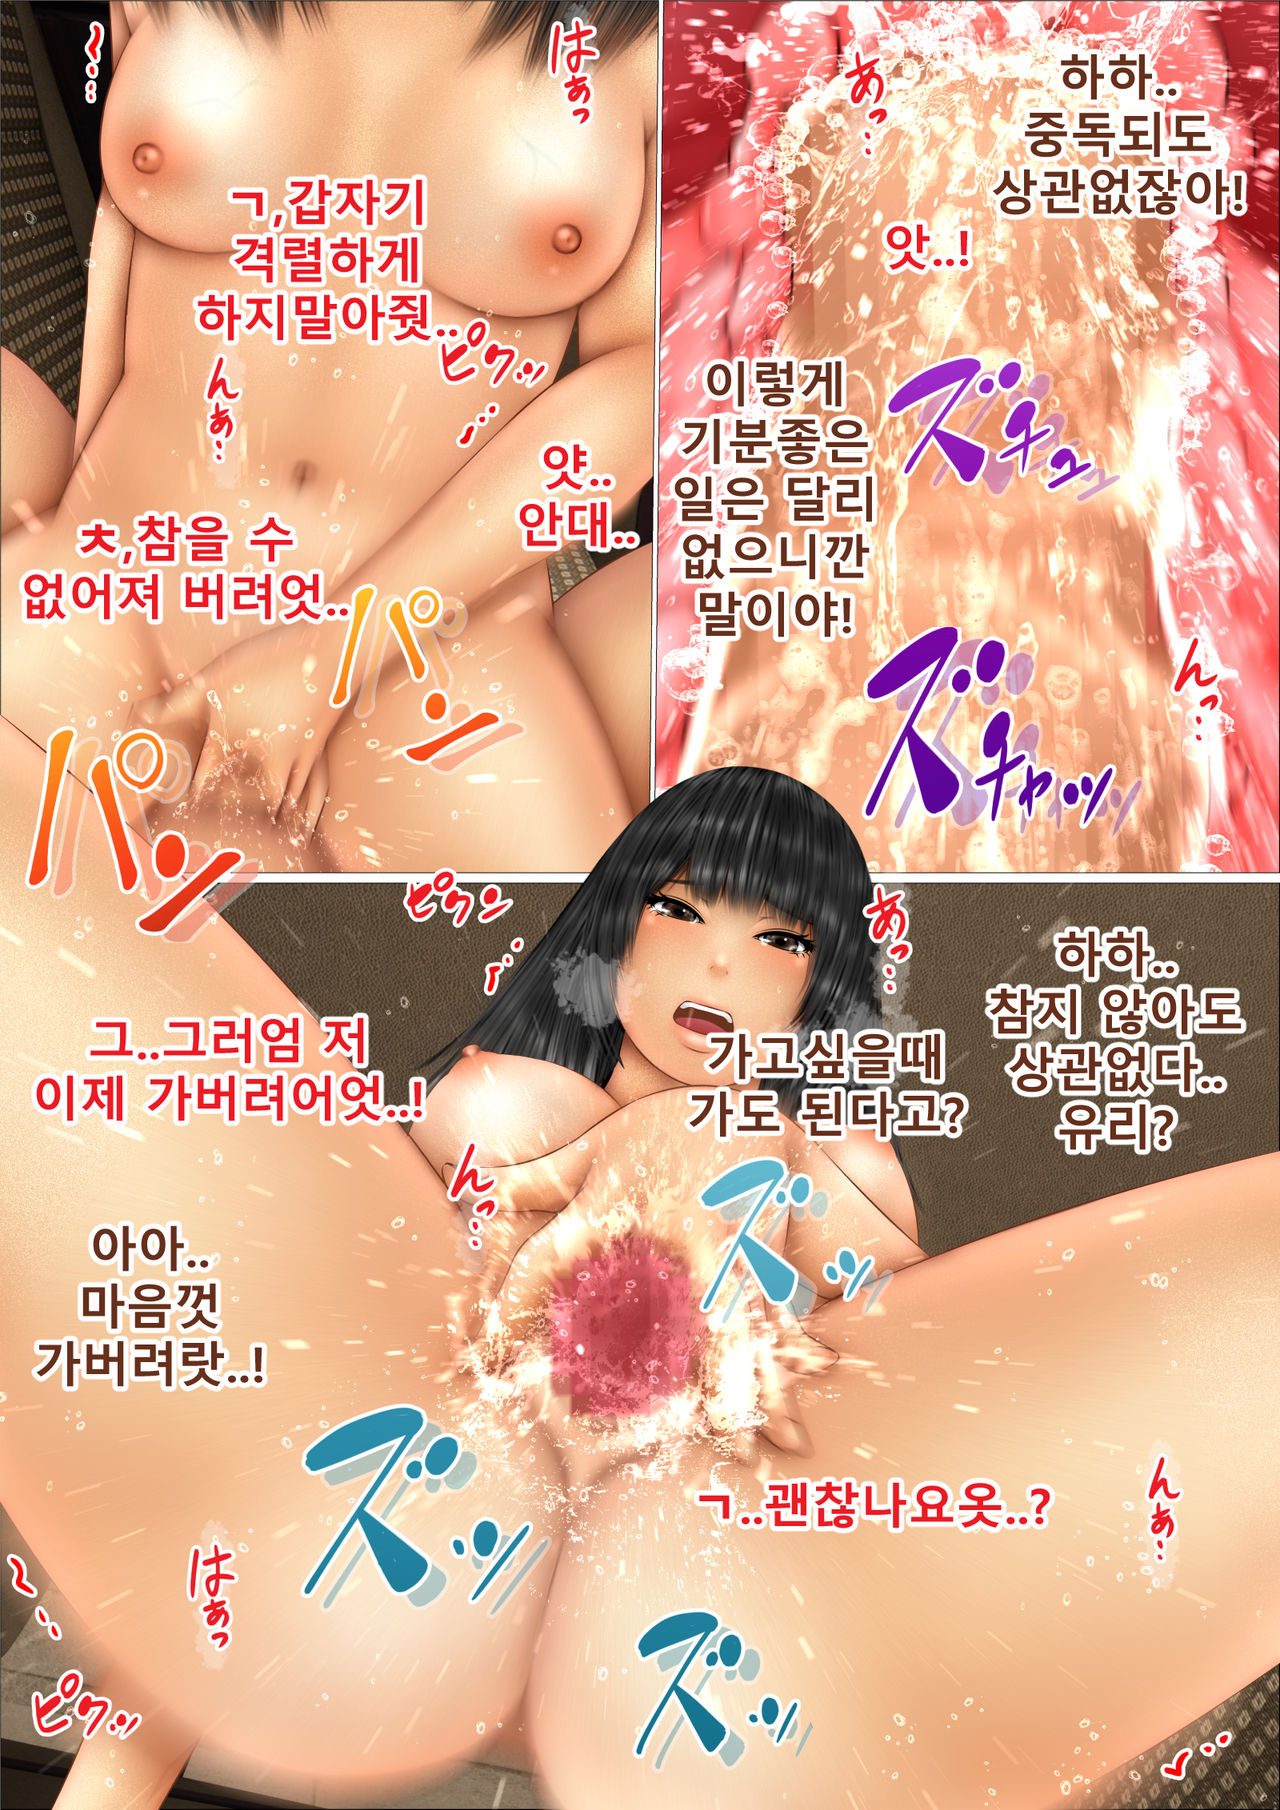 하하..
중독되도
상관없잖아!
あっ…
앗..!
이렇게
기분좋은
일은 달리
없으니깐
말이야!
ズチュュ
ズチャッッ
んっ…
はぁっ
ㄱ,갑자기
격렬하게
하지말아줫..
ピクッ
んぁ…
얏..
안대..
ㅊ,참을 수
없어져 버려엇..
パン
パン
하하..
참지 않아도
상관없다..
유리?
가고싶을때
가도 된다고?
あっ…
ピクン
그..그러엄 저
이제 가버려어엇..!
んっ…
ズッ
아아..
마음껏
가버려랏..!
ズッ
ㄱ..괜찮나요옷..?
んぁ…
はぁっ
ズッ
ピクッ